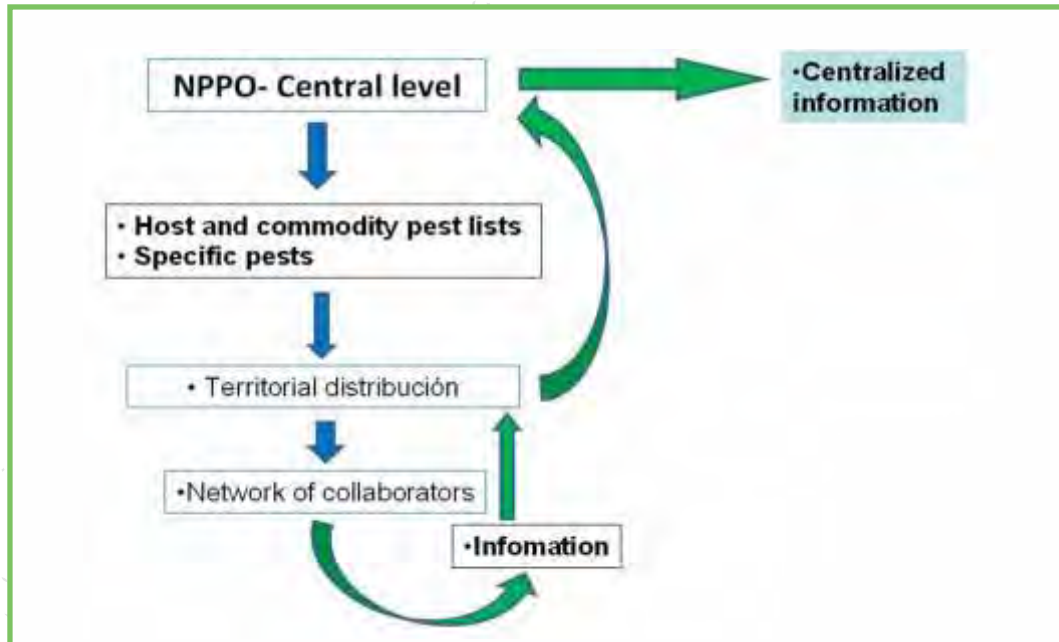 NPPO- Central level
•Centralized
information
• Host and commodity pest lists
• Specific pests
• Territorial distribución
•Network of collaborators
•Infomation